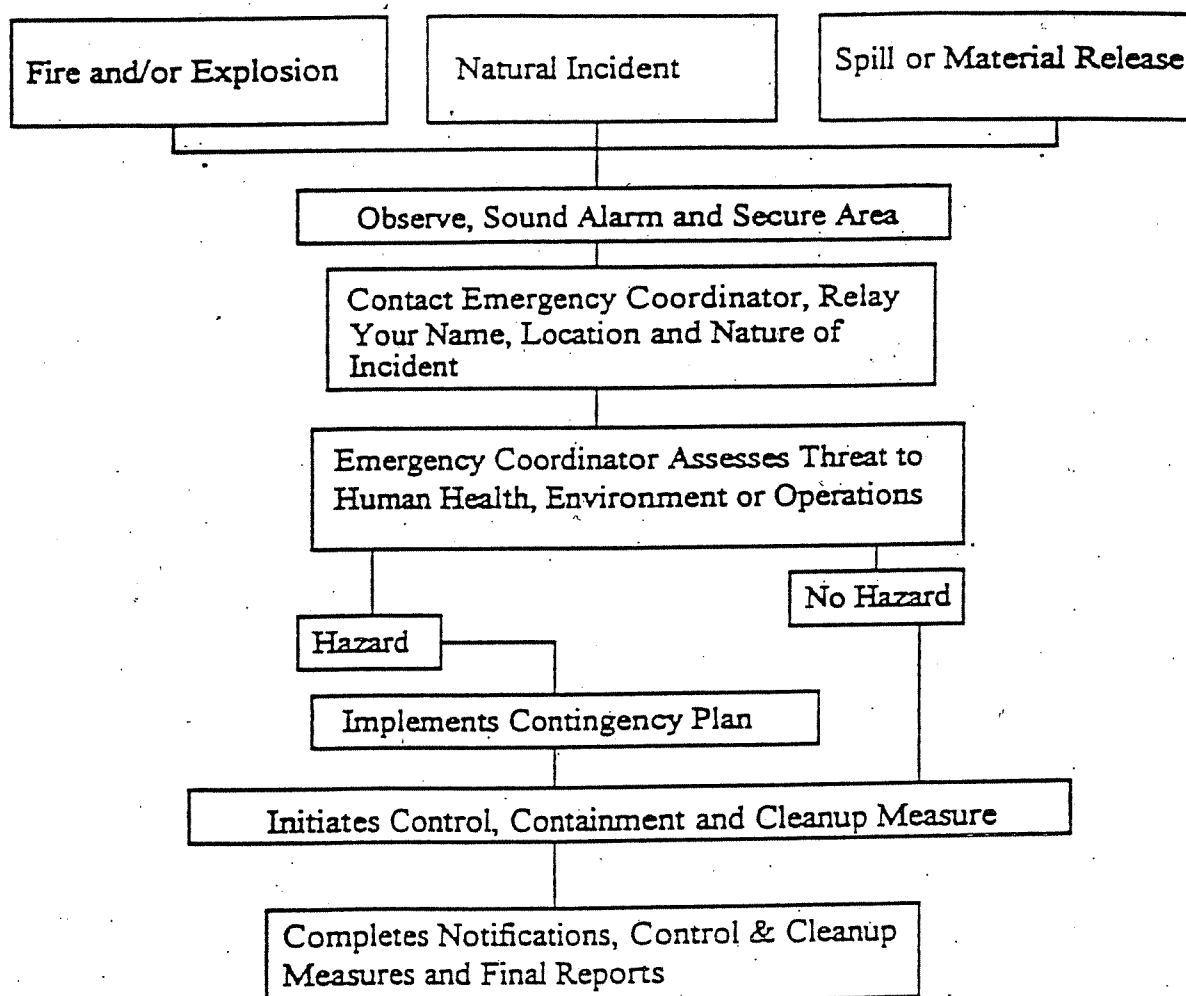 Fire and/or Explosion
Natural Incident
Spill or Material Release
Observe, Sound Alarm and Secure Area
Contact Emergency Coordinator, Relay
Your Name, Location and Nature of
Incident
Emergency Coordinator Assesses Threat to
Human Health, Environment or Operations
No Hazard
Hazard
Implements Contingency Plan
Initiates Control, Containment and Cleanup Measure
Completes Notifications, Control & Cleanup
Measures and Final Reports